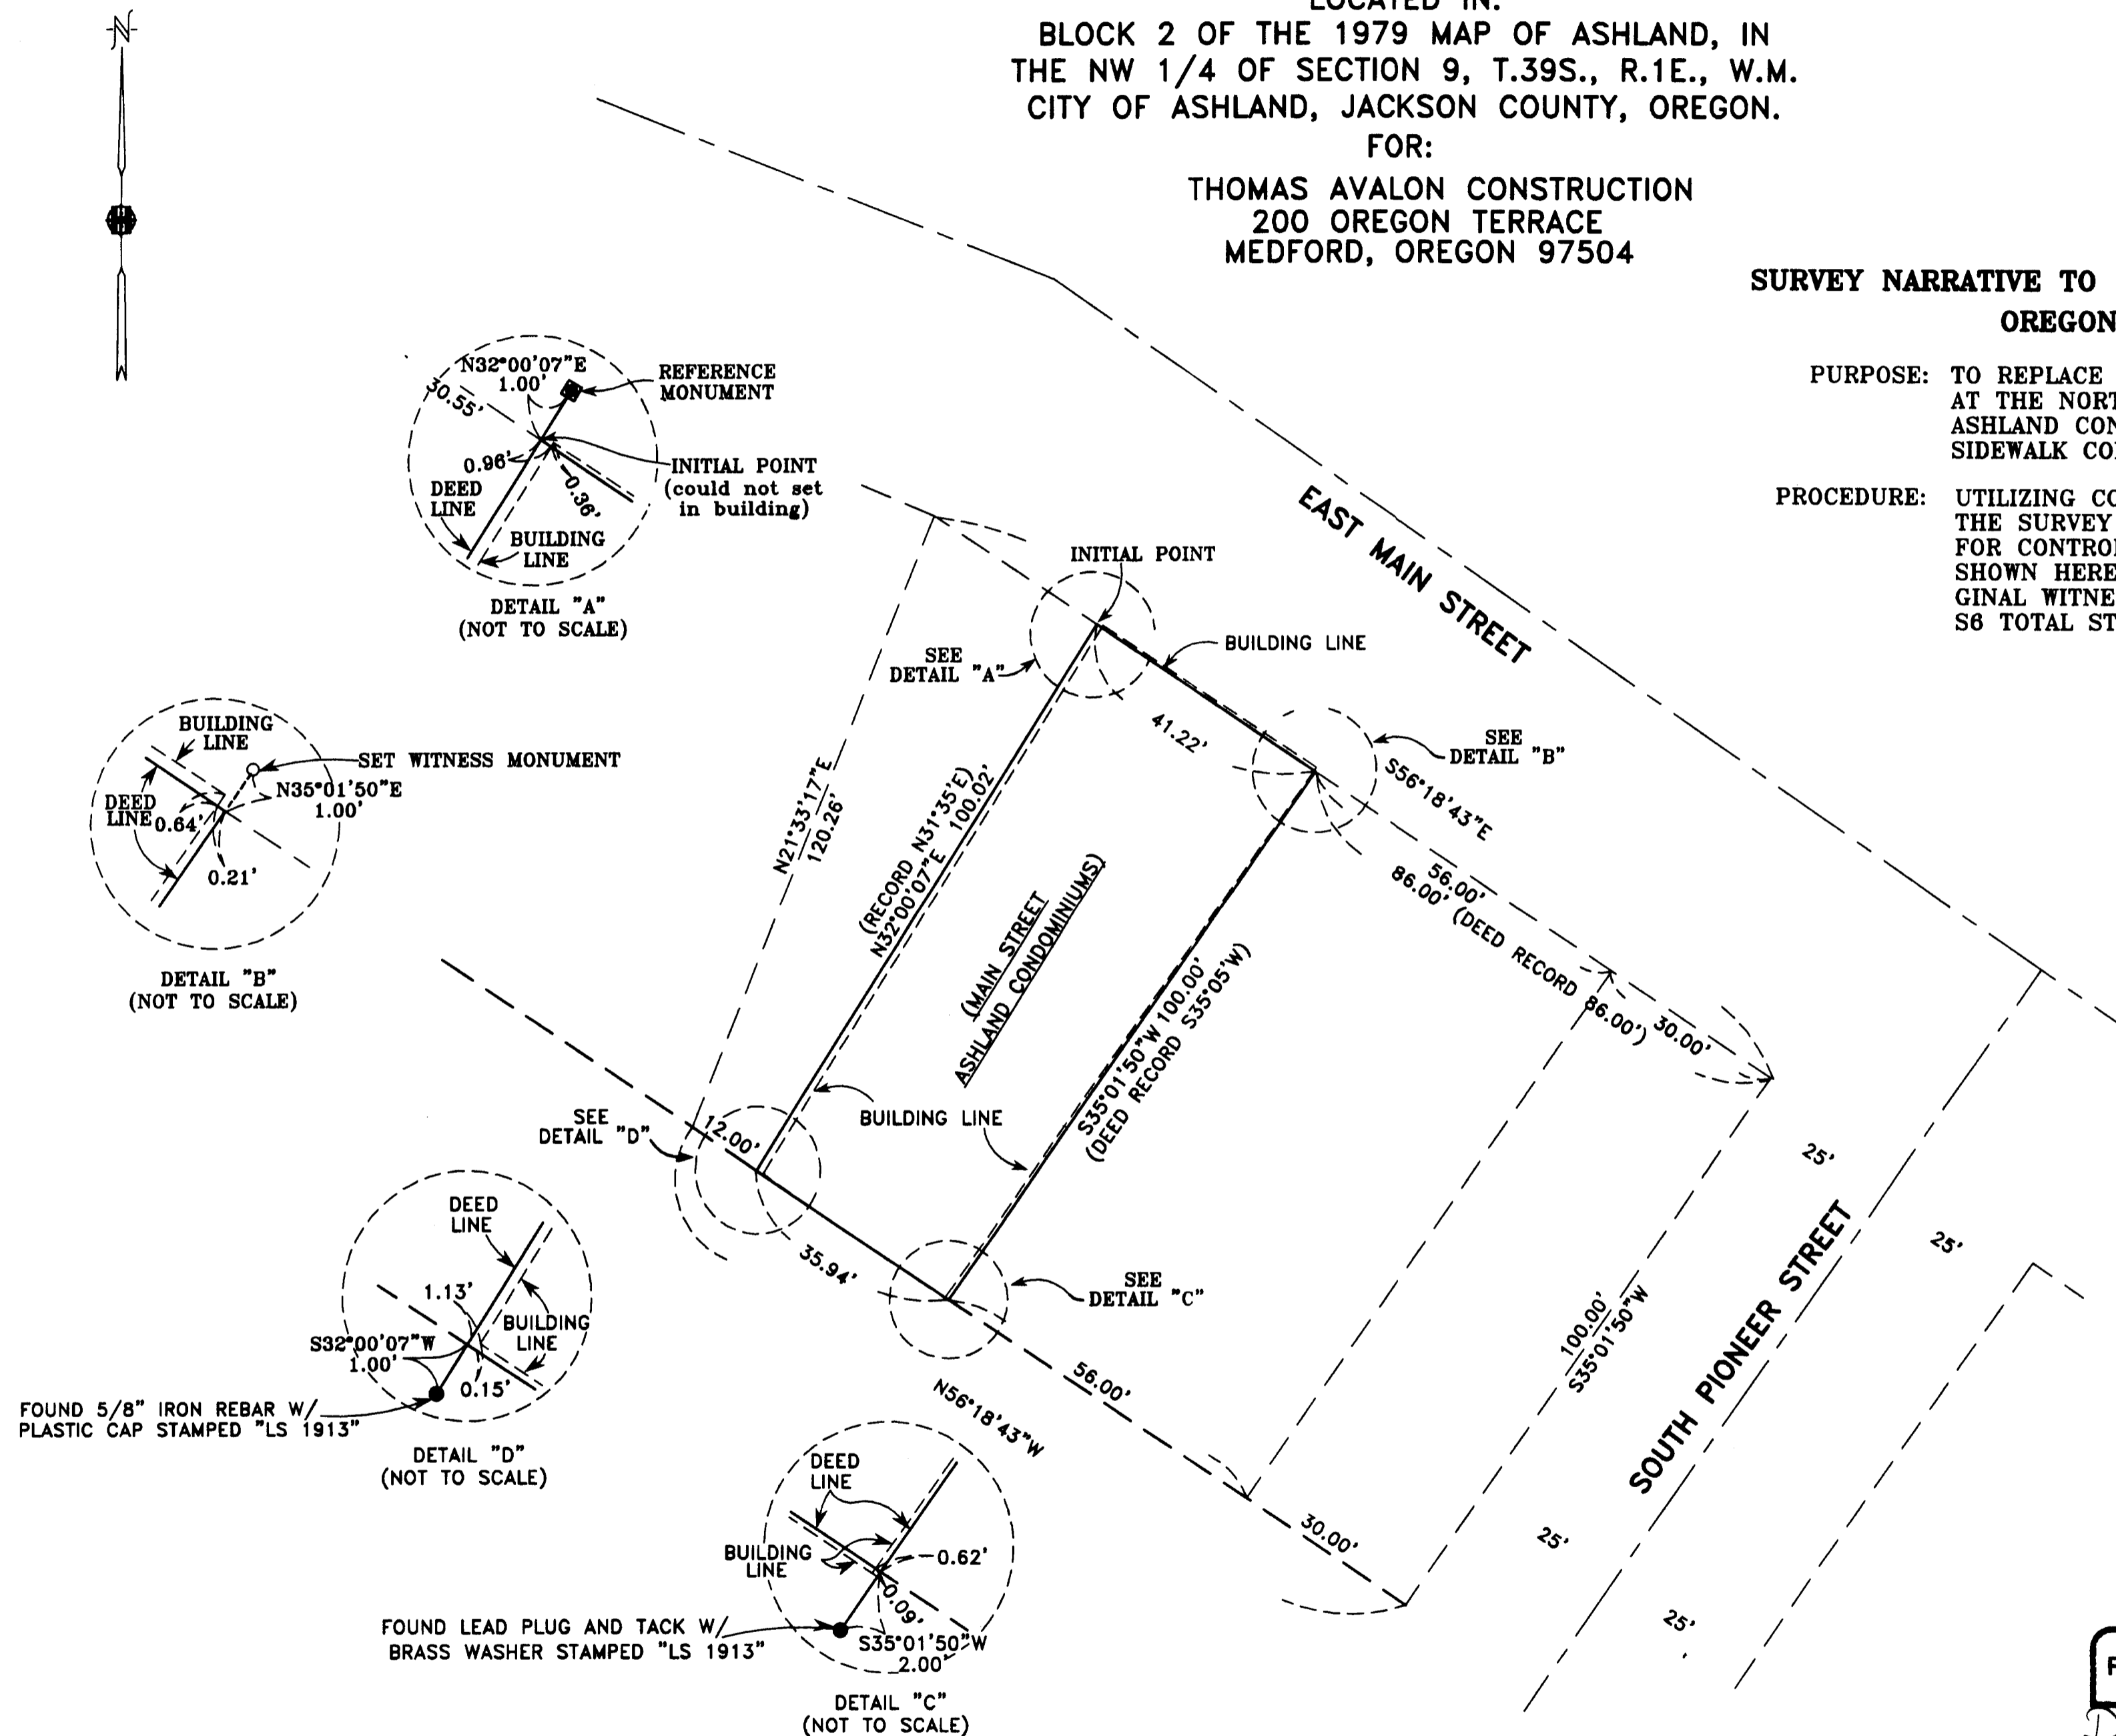 N
LOCATED IN:
BLOCK 2 OF THE 1979 MAP OF ASHLAND, IN
THE NW 1/4 OF SECTION 9, T.39S., R.1E., W.M.
CITY OF ASHLAND, JACKSON COUNTY, OREGON.
FOR:
THOMAS AVALON CONSTRUCTION
200 OREGON TERRACE
MEDFORD, OREGON 97504
SURVEY NARRATIVE TO
OREGON
PURPOSE: TO REPLACE
AT THE NORT
ASHLAND CON
SIDEWALK CO
PROCEDURE: UTILIZING CO
THE SURVEY
FOR CONTROL
SHOWN HERE
GINAL WITNE
S6 TOTAL ST
N32°00'07"E
1.00'
30.55'
REFERENCE
MONUMENT
0.96'
INITIAL POINT
(could not set
in building)
DEED
LINE
0.36'
BUILDING
LINE
DETAIL "A"
(NOT TO SCALE)
EAST MAIN STREET
INITIAL POINT
BUILDING LINE
SEE
DETAIL "A"
41.22'
SEE
DETAIL "B"
S56°18'43"E
56.00'
86.00' (DEED RECORD 86.00')
30.00'
BUILDING
LINE
SET WITNESS MONUMENT
N35°01'50"E
1.00'
DEED
LINE
0.64'
0.21'
DETAIL "B"
(NOT TO SCALE)
N21°33'17"E
120.26'
(RECORD N31°35'E)
N32°00'07"E 100.02'
(MAIN STREET
ASHLAND CONDOMINIUMS)
S35°01'50"W 100.00'
(DEED RECORD S35°05'W)
BUILDING LINE
SEE
DETAIL "D"
12.00'
35.94'
SEE
DETAIL "C"
56.00'
N56°18'43"W
30.00'
100.00'
S35°01'50"W
SOUTH PIONEER STREET
25'
25'
25'
25'
DEED
LINE
1.13'
BUILDING
LINE
S32°00'07"W
1.00'
0.15'
FOUND 5/8" IRON REBAR W/
PLASTIC CAP STAMPED "LS 1913"
DETAIL "D"
(NOT TO SCALE)
DEED
LINE
BUILDING
LINE
0.62'
0.09'
FOUND LEAD PLUG AND TACK W/
BRASS WASHER STAMPED "LS 1913"
S35°01'50"W
2.00'
DETAIL "C"
(NOT TO SCALE)